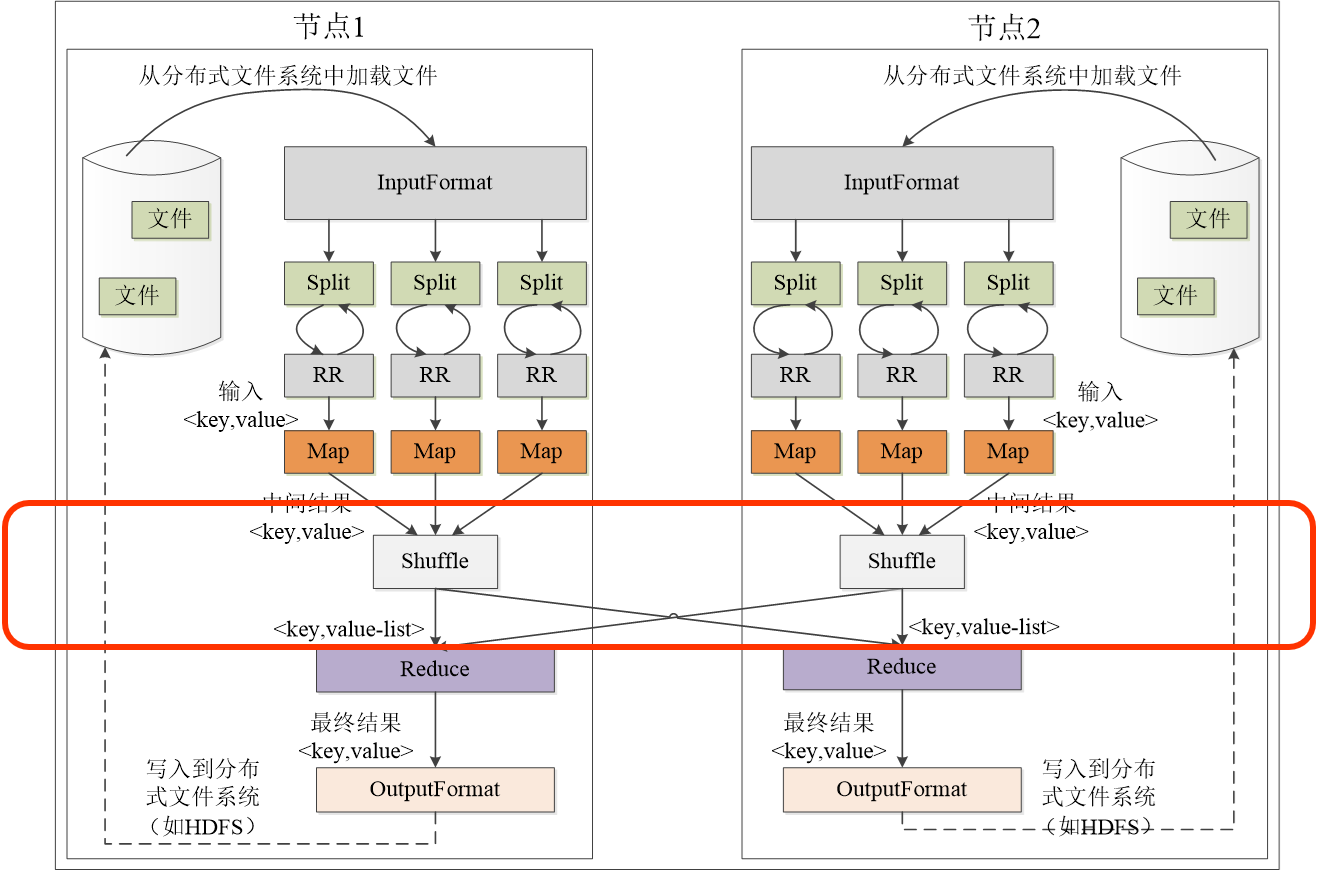 节点1
从分布式文件系统中加载文件
InputFormat
文件
文件
Split
Split
Split
RR
RR
RR
输入
<key,value>
Map
Map
Map
中间结果
<key,value>
Shuffle
<key,value-list>
Reduce
最终结果
<key,value>
OutputFormat
写入到分布
式文件系统
（如HDFS）
节点2
从分布式文件系统中加载文件
InputFormat
文件
文件
Split
Split
Split
RR
RR
RR
输入
<key,value>
Map
Map
Map
中间结果
<key,value>
Shuffle
<key,value-list>
Reduce
最终结果
<key,value>
OutputFormat
写入到分布
式文件系统
（如HDFS）